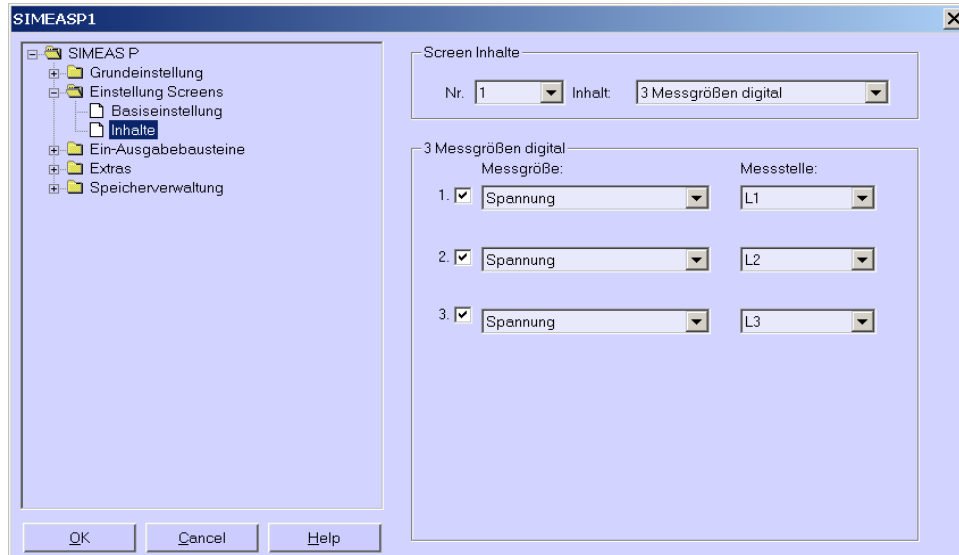 SIMEASP1
SIMEAS P
Grundeinstellung
Einstellung Screens
Basiseinstellung
Inhalte
Ein-Ausgabebausteine
Extras
Speicherverwaltung
OK
Cancel
Help
Screen Inhalte
Nr. 1 Inhalt: 3 Messgrößen digital
3 Messgrößen digital
Messgröße: Messstelle:
1. Spannung L1
2. Spannung L2
3. Spannung L3